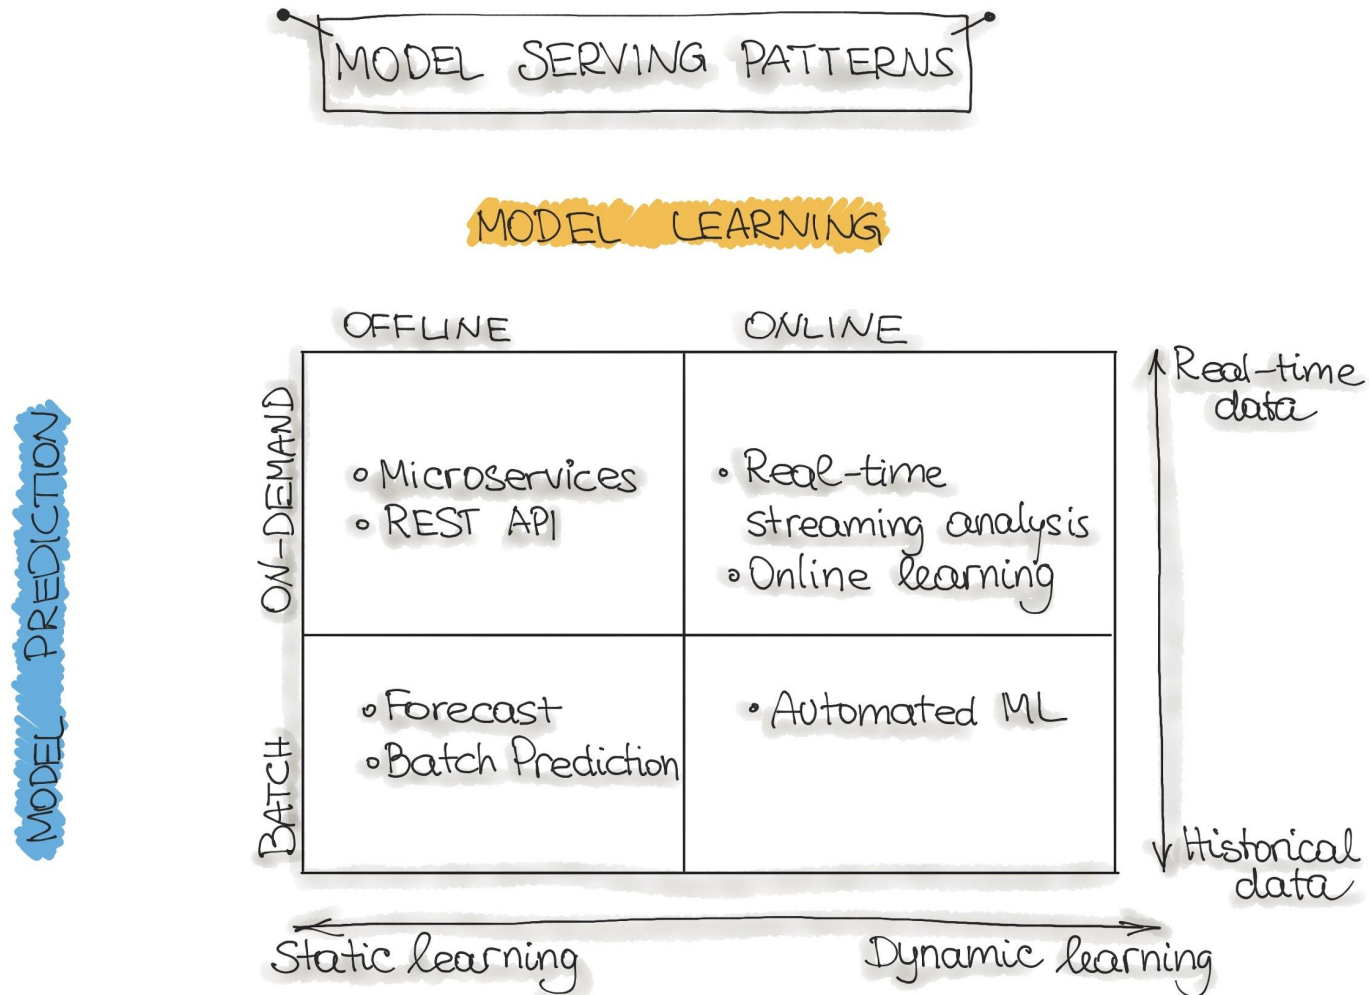 MODEL SERVING PATTERNS
MODEL LEARNING
OFFLINE
ONLINE
MODEL PREDICTION
ON-DEMAND
• Microservices
• REST API
• Real-time
streaming analysis
• Online learning
Real-time
data
BATCH
• Forecast
• Batch Prediction
• Automated ML
Historical
data
Static learning
Dynamic learning